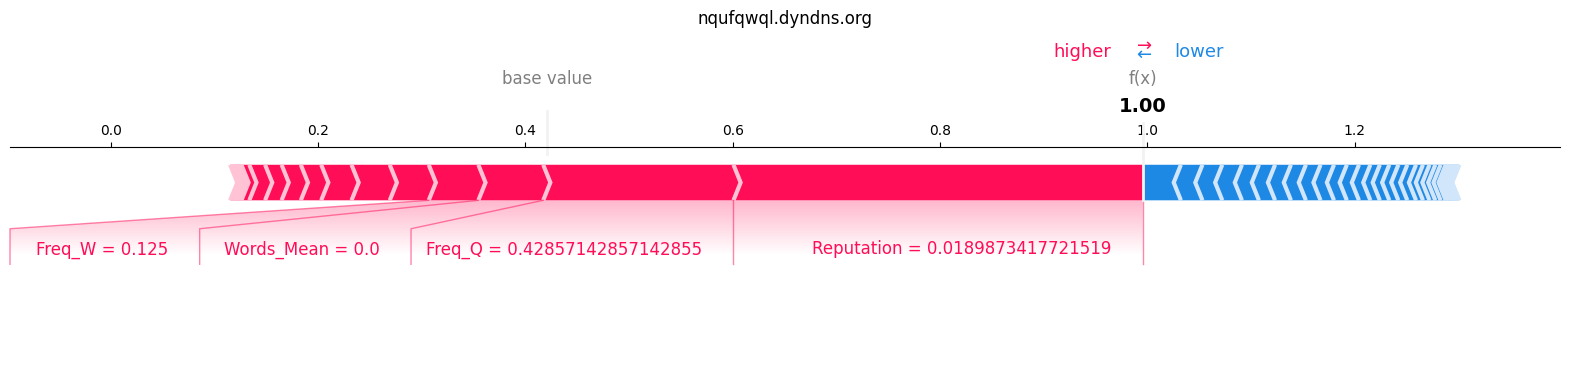 nqufqwql.dyndns.org
higher ⇄ lower
base value f(x)
1.00
0.0 0.2 0.4 0.6 0.8 1.0 1.2
Freq_W = 0.125 Words_Mean = 0.0 Freq_Q = 0.42857142857142855 Reputation = 0.0189873417721519